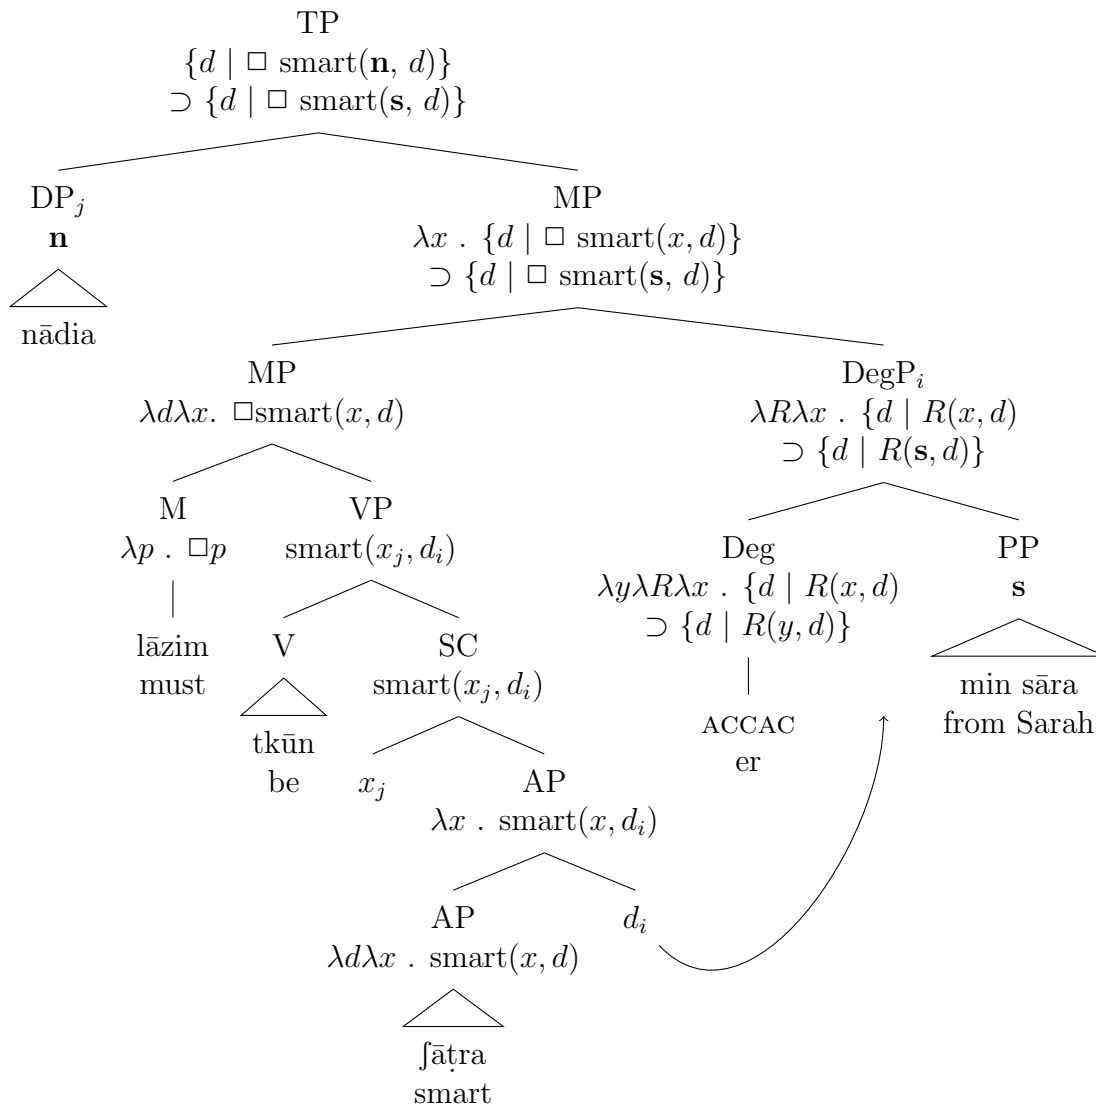 TP
{d | □ smart(n, d)}
⊃ {d | □ smart(s, d)}
DP_j
n
nādia
MP
λx . {d | □ smart(x, d)}
⊃ {d | □ smart(s, d)}
MP
λdλx. □smart(x, d)
DegP_i
λRλx . {d | R(x, d)
⊃ {d | R(s, d)}
M
λp . □p
lāzim
must
VP
smart(x_j, d_i)
Deg
λyλRλx . {d | R(x, d)
⊃ {d | R(y, d)}
ACCAC
er
PP
s
min sāra
from Sarah
V
tkūn
be
SC
smart(x_j, d_i)
x_j
AP
λx . smart(x, d_i)
AP
λdλx . smart(x, d)
d_i
ʃāṭra
smart